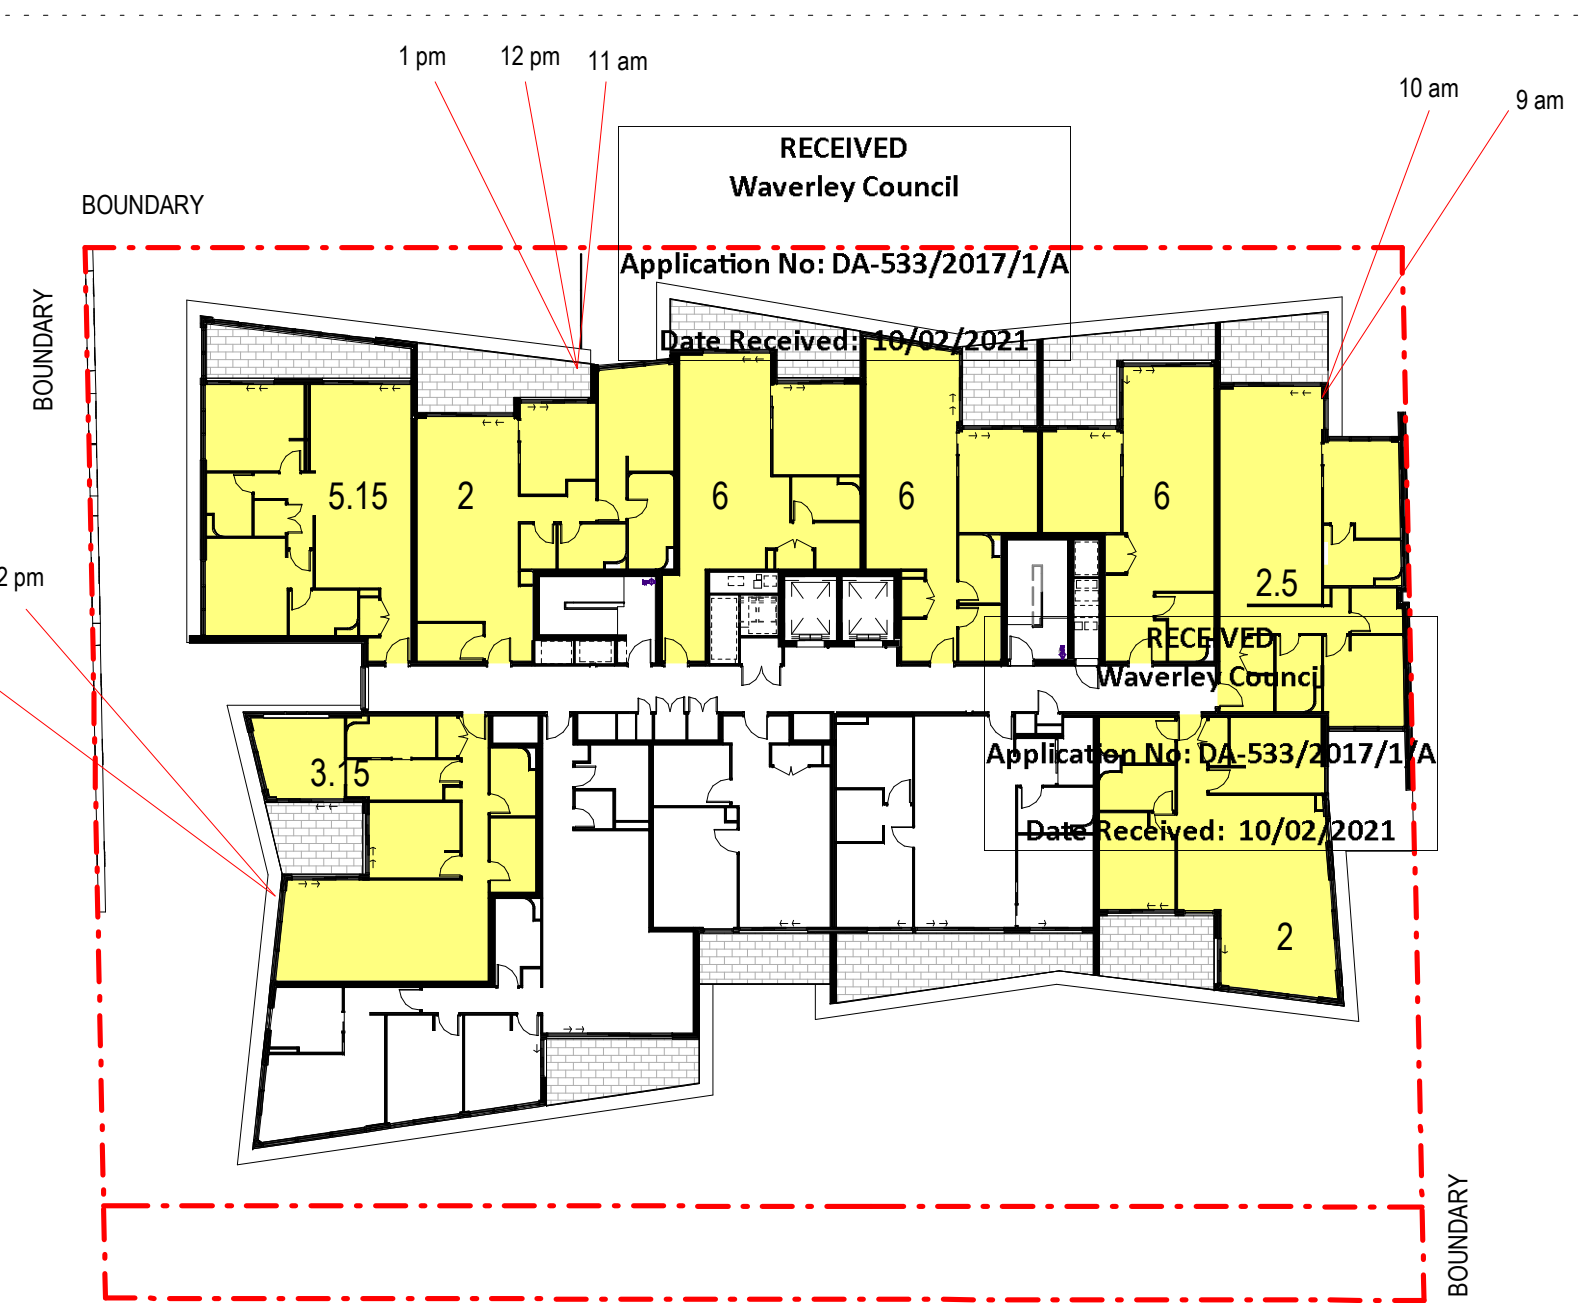 1 pm
12 pm
11 am
10 am
9 am
RECEIVED
Waverley Council
BOUNDARY
Application No: DA-533/2017/1/A
BOUNDARY
Date Received: 10/02/2021
5.15
2
6
6
6
2.5
2 pm
RECEIVED
Waverley Council
3.15
Application No: DA-533/2017/1/A
Date Received: 10/02/2021
2
BOUNDARY